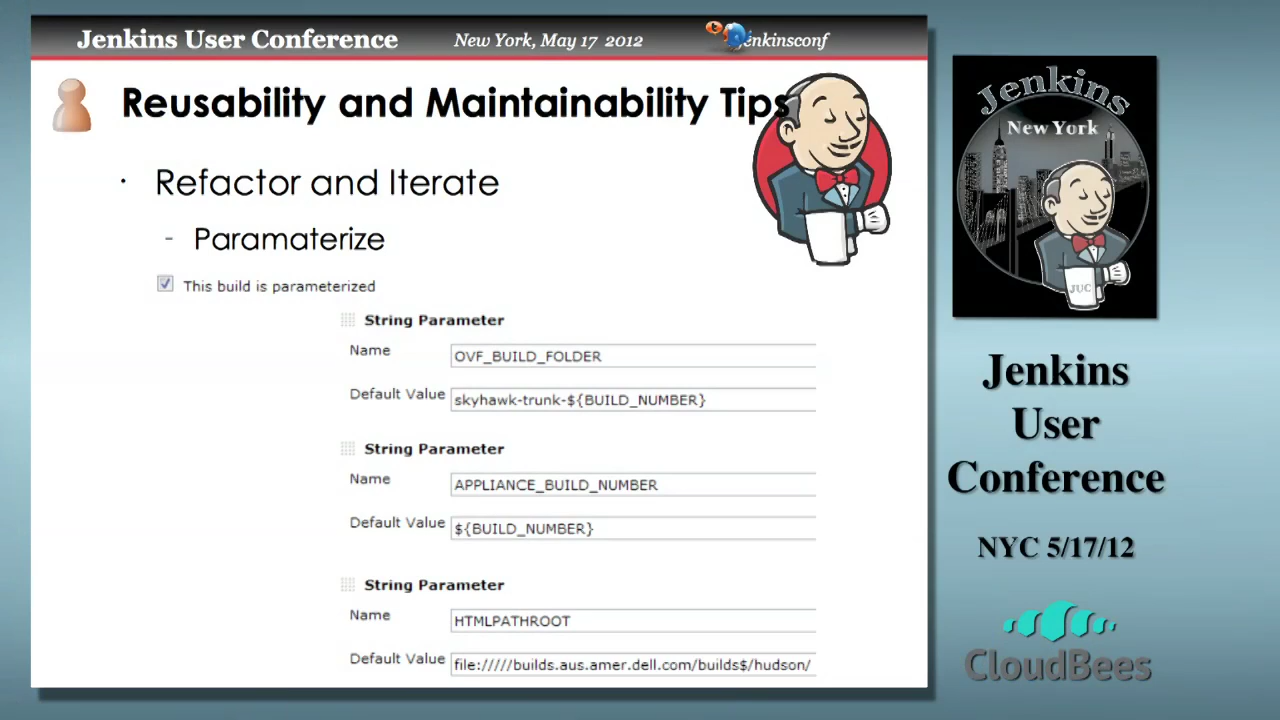 Jenkins User Conference
New York, May 17 2012
enkinsconf
Reusability and Maintainability Tips
· Refactor and Iterate
- Paramaterize
This build is parameterized
String Parameter
Name
OVF_BUILD_FOLDER
Default Value
skyhawk-trunk-${BUILD_NUMBER}
String Parameter
Name
APPLIANCE_BUILD_NUMBER
Default Value
${BUILD_NUMBER}
String Parameter
Name
HTMLPATHROOT
Default Value
file://///builds.aus.amer.dell.com/builds$/hudson/
Jenkins
New York
JUC
Jenkins
User
Conference
NYC 5/17/12
CloudBees